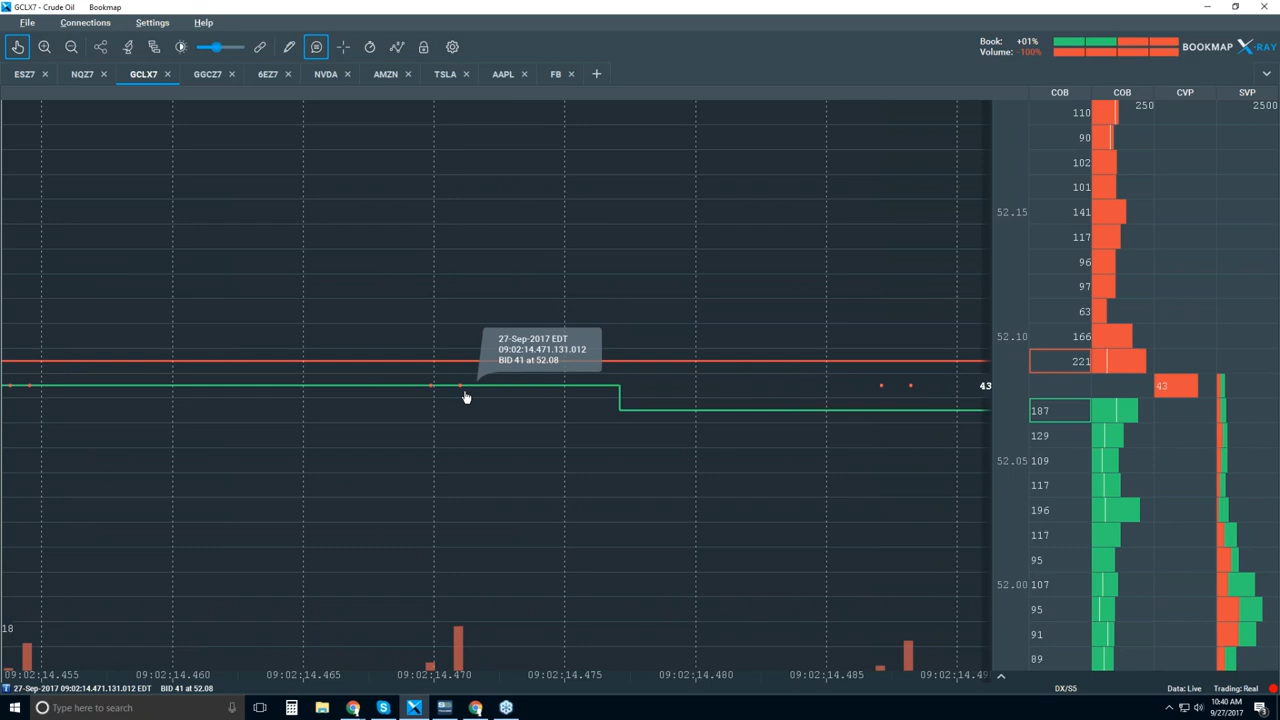 GCLX7 - Crude Oil Bookmap
File Connections Settings Help
Book: +01%
Volume: -100%
BOOKMAP X-RAY
ESZ7 × NQZ7 × GCLX7 × GGCZ7 × 6EZ7 × NVDA × AMZN × TSLA × AAPL × FB × +
COB COB CVP SVP
250 2500
110
90
102
101
141
52.15
117
96
97
63
52.10 166
221
27-Sep-2017 EDT
09:02:14.471.131.012
BID 41 at 52.08
43 43
187
129
52.05 109
117
196
117
95
52.00 107
95
91
89
18
09:02:14.455 09:02:14.460 09:02:14.465 09:02:14.470 09:02:14.475 09:02:14.480 09:02:14.485 09:02:14.49
27-Sep-2017 09:02:14.471.131.012 EDT BID 41 at 52.08
DX/S5 Data: Live Trading: Real
Type here to search
10:40 AM
9/27/2017
3